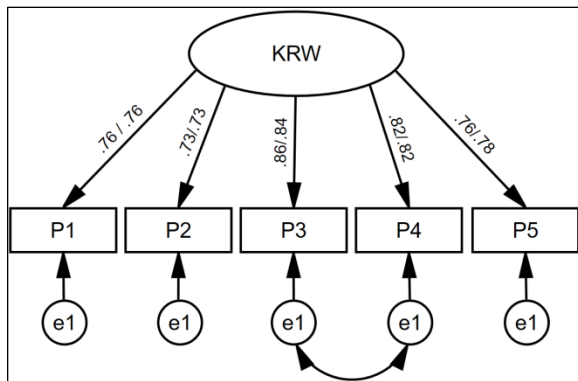 KRW
.76 / .76
.73/.73
.86/.84
.82/.82
.76/.78
P1
P2
P3
P4
P5
e1
e1
e1
e1
e1